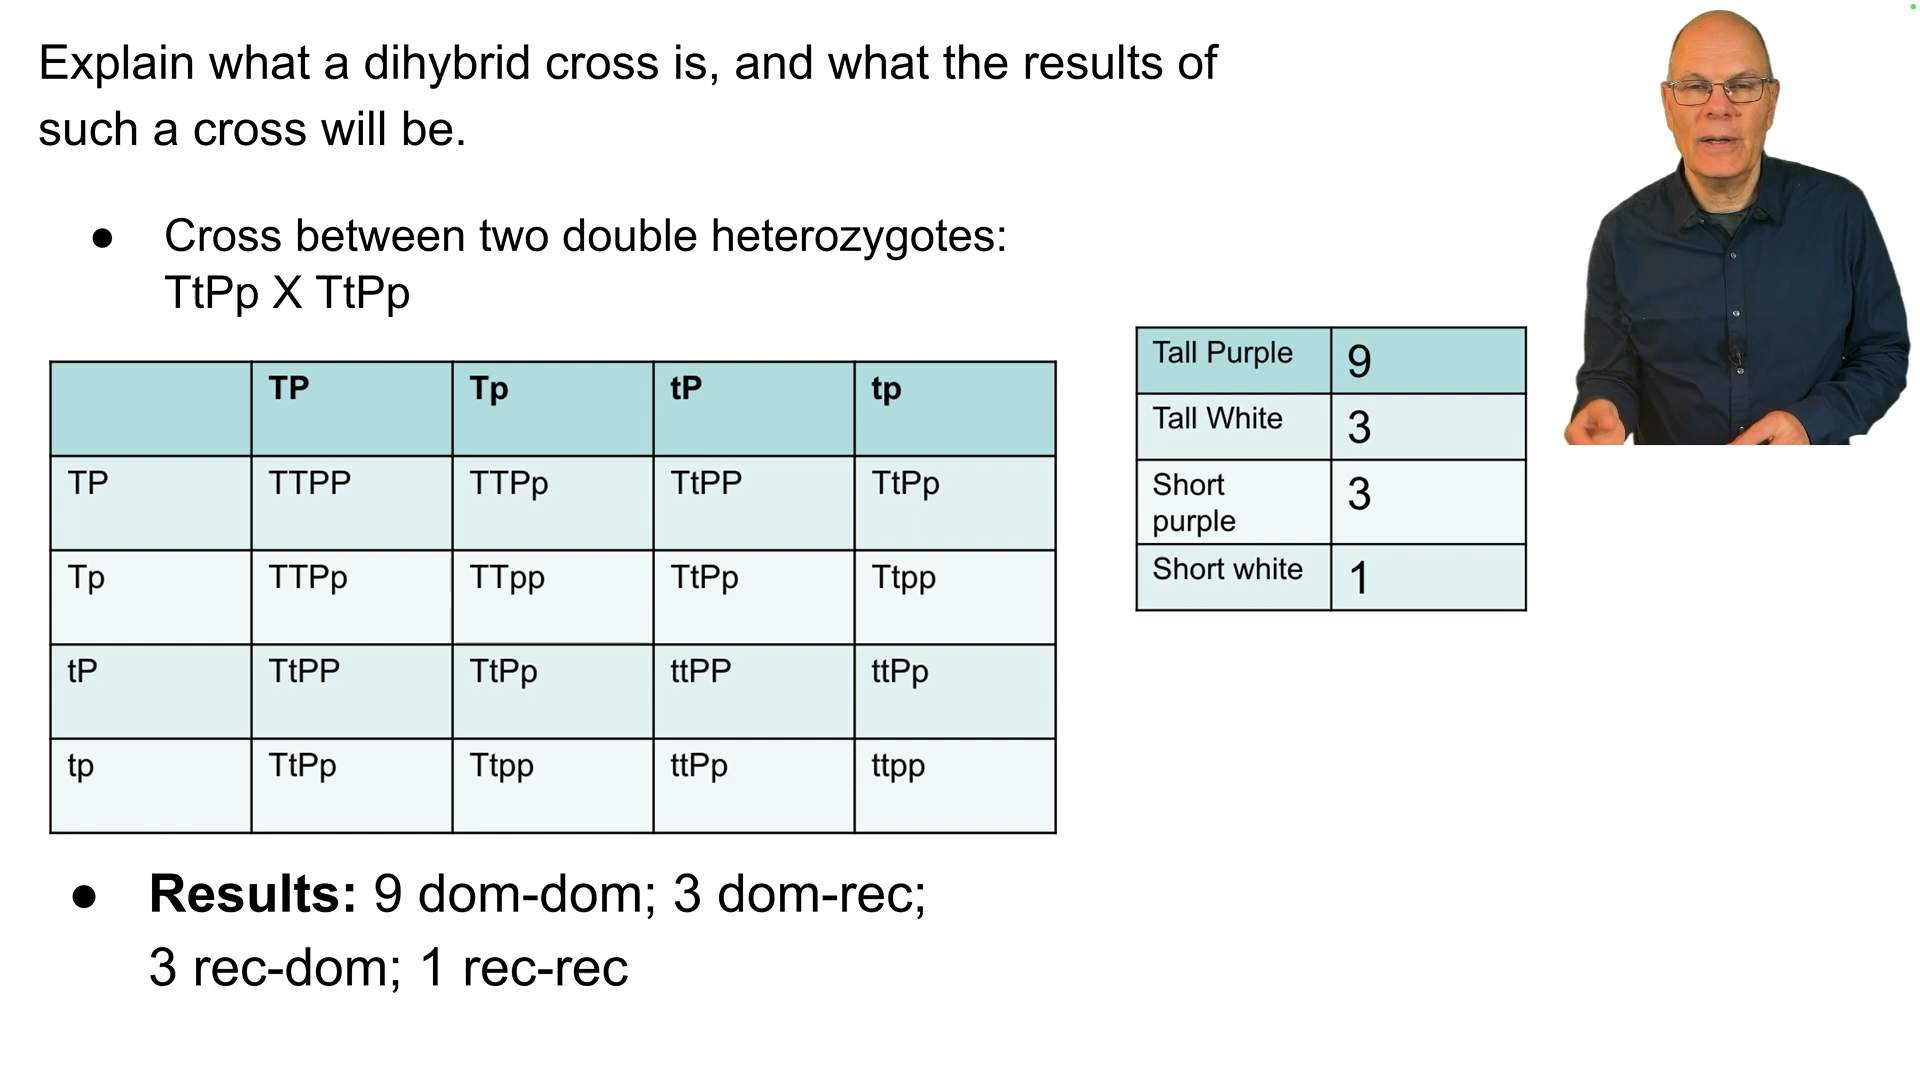 Explain what a dihybrid cross is, and what the results of
such a cross will be.
● Cross between two double heterozygotes:
TtPp X TtPp
TP Tp tP tp
TP TTPP TTPp TtPP TtPp
Tp TTPp TTpp TtPp Ttpp
tP TtPP TtPp ttPP ttPp
tp TtPp Ttpp ttPp ttpp
Tall Purple 9
Tall White 3
Short 3
purple
Short white 1
● Results: 9 dom-dom; 3 dom-rec;
3 rec-dom; 1 rec-rec